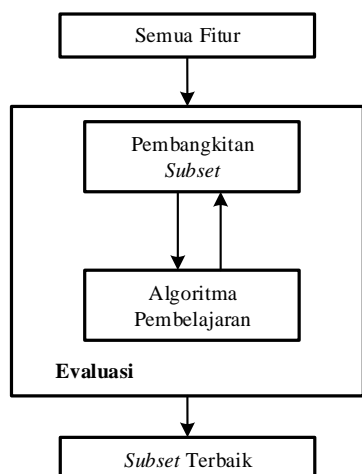 Semua Fitur
Pembangkitan
Subset
Algoritma
Pembelajaran
Evaluasi
Subset Terbaik